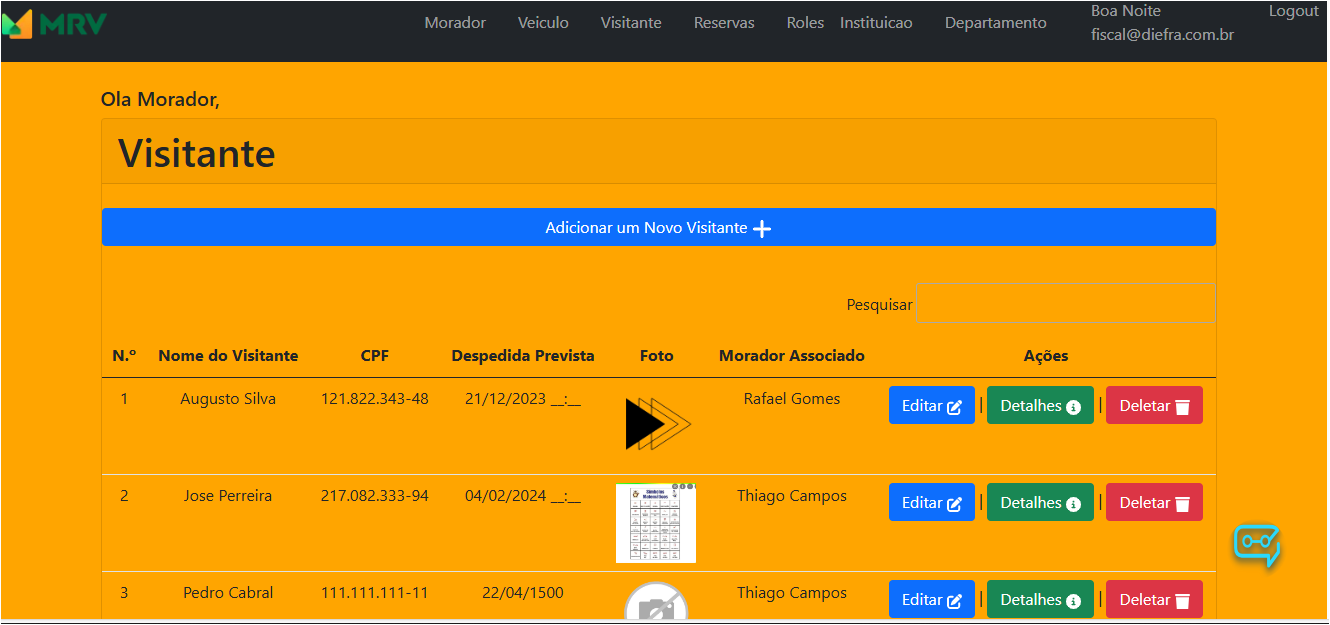 MRV
Morador Veiculo Visitante Reservas Roles Instituicao Departamento Boa Noite Logout
fiscal@diefra.com.br
Ola Morador,
Visitante
Adicionar um Novo Visitante
Pesquisar
N.º Nome do Visitante CPF Despedida Prevista Foto Morador Associado Ações
1 Augusto Silva 121.822.343-48 21/12/2023 __:__ Rafael Gomes Editar | Detalhes | Deletar
2 Jose Perreira 217.082.333-94 04/02/2024 __:__ Thiago Campos Editar | Detalhes | Deletar
Símbolos
Matemáticos
3 Pedro Cabral 111.111.111-11 22/04/1500 Thiago Campos Editar | Detalhes | Deletar